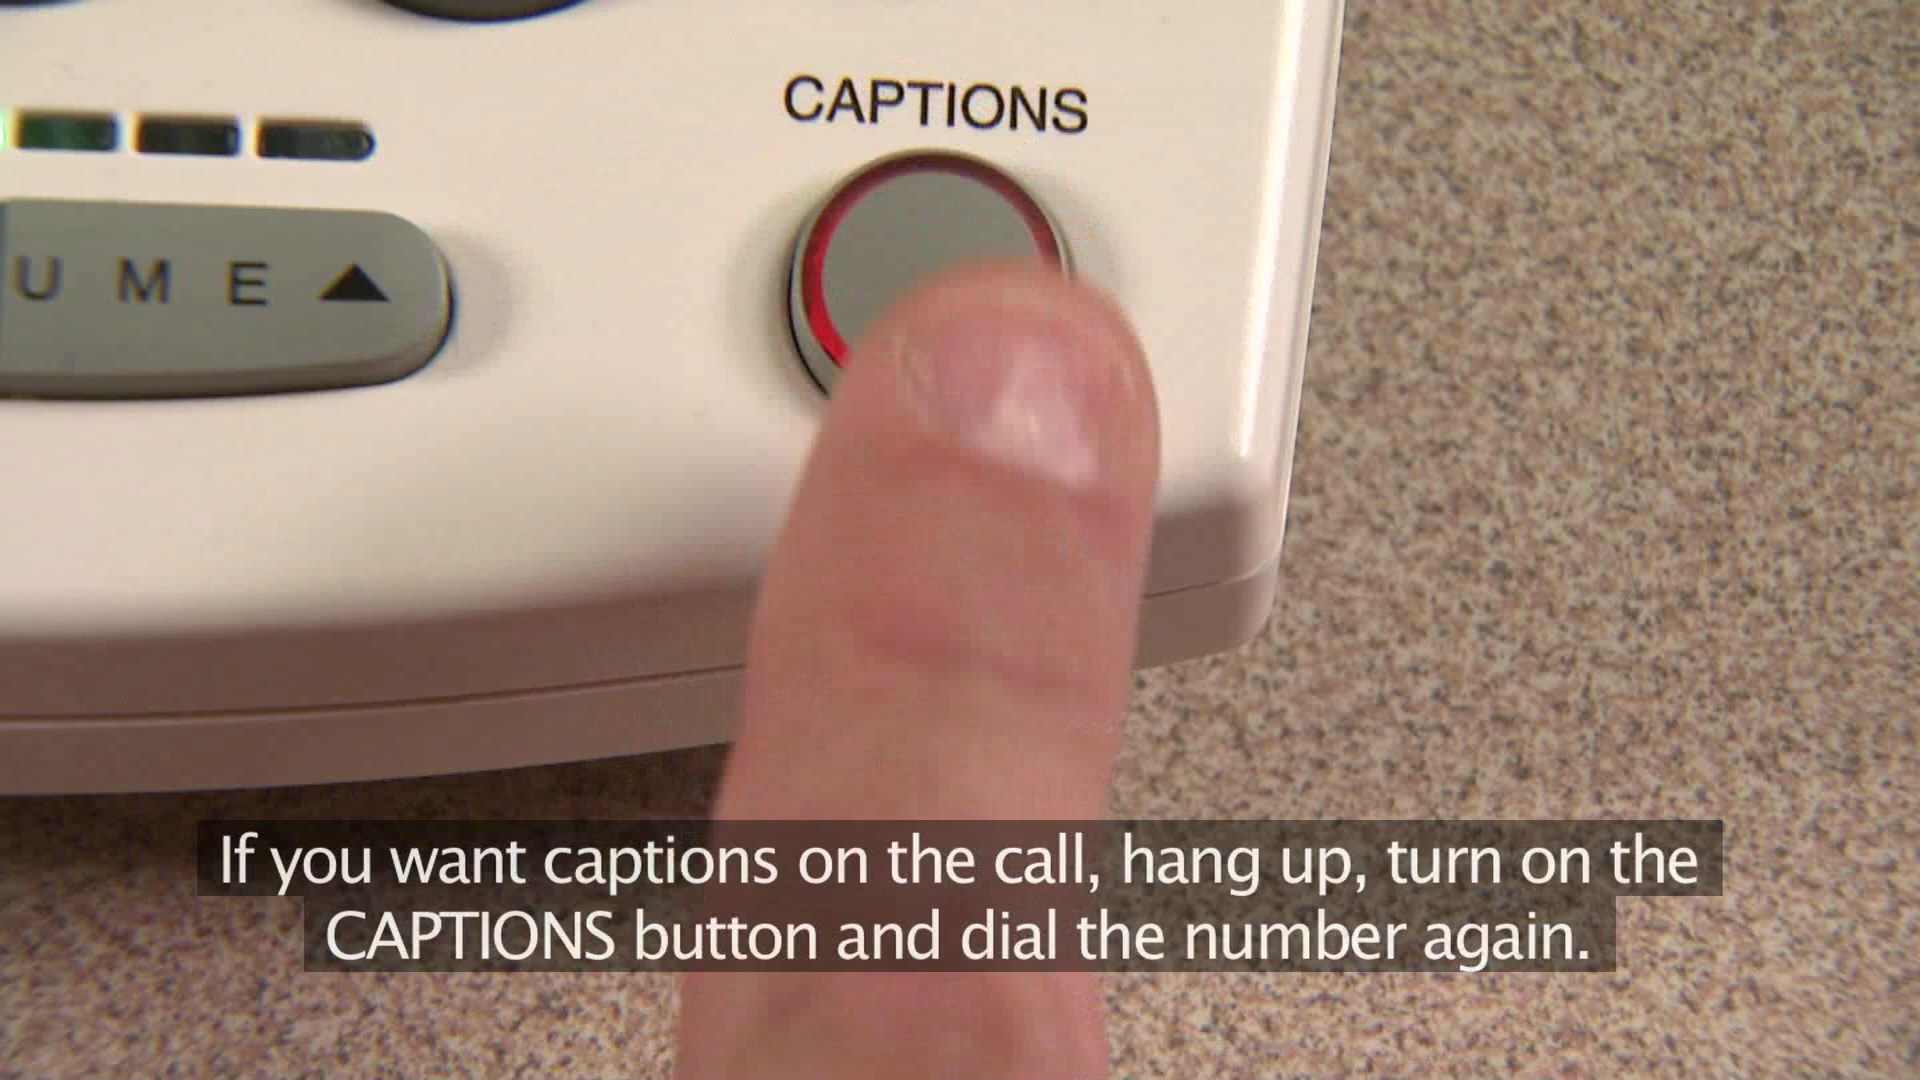 CAPTIONS
UME▲
If you want captions on the call, hang up, turn on the
CAPTIONS button and dial the number again.